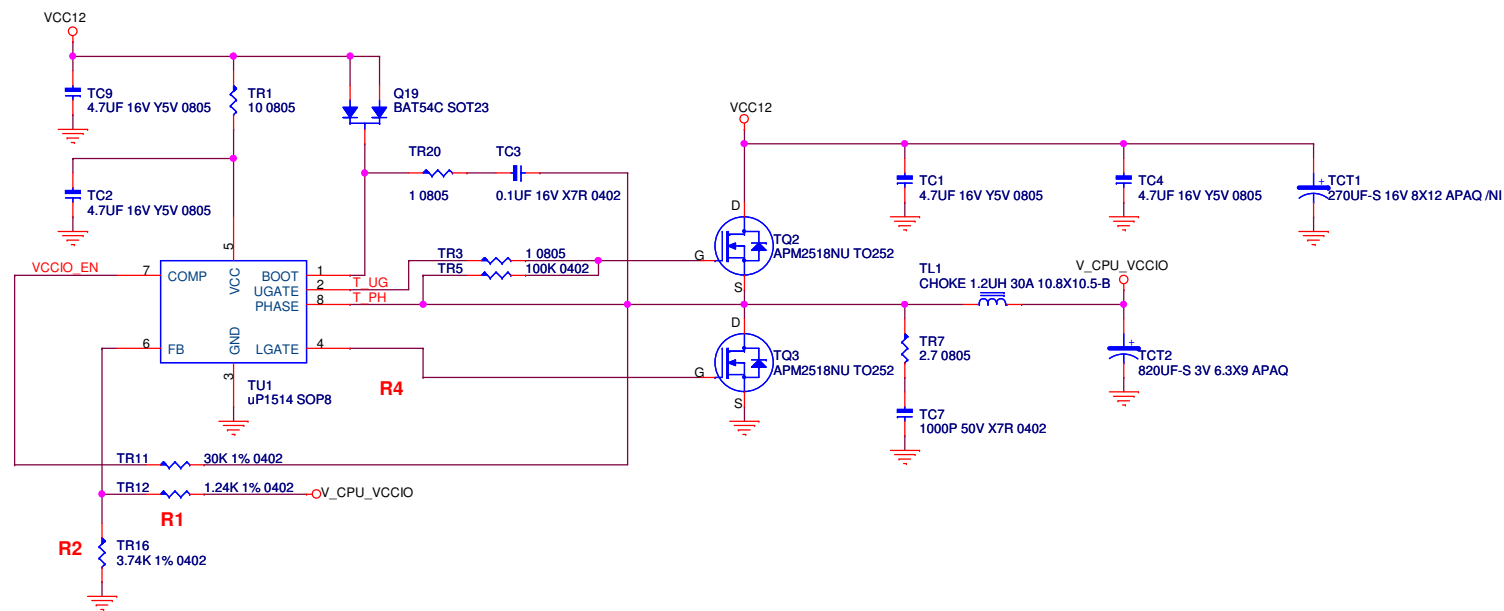 VCC12
TC9
4.7UF 16V Y5V 0805
TR1
10 0805
Q19
BAT54C SOT23
VCC12
TR20
1 0805
TC3
0.1UF 16V X7R 0402
TC2
4.7UF 16V Y5V 0805
TC1
4.7UF 16V Y5V 0805
TC4
4.7UF 16V Y5V 0805
+
TCT1
270UF-S 16V 8X12 APAQ /NI
D
TQ2
APM2518NU TO252
G
S
5
VCCIO_EN
7
COMP
VCC
BOOT
1
UGATE
2
T_UG
PHASE
8
T_PH
TR3
1 0805
TR5
100K 0402
TL1
CHOKE 1.2UH 30A 10.8X10.5-B
V_CPU_VCCIO
6
FB
GND
LGATE
4
3
TU1
uP1514 SOP8
R4
D
TQ3
APM2518NU TO252
G
S
TR7
2.7 0805
+
TCT2
820UF-S 3V 6.3X9 APAQ
TC7
1000P 50V X7R 0402
TR11
30K 1% 0402
TR12
1.24K 1% 0402
V_CPU_VCCIO
R1
R2
TR16
3.74K 1% 0402